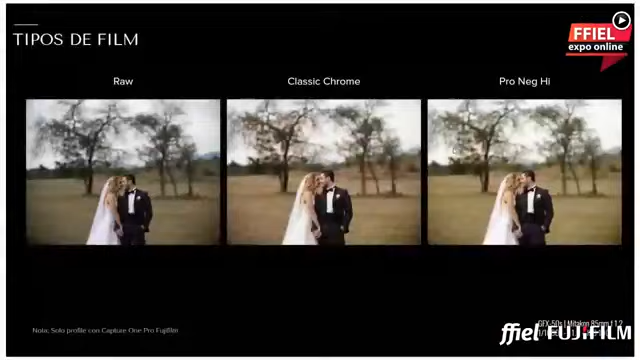 TIPOS DE FILM
FFIEL
expo online
Raw
Classic Chrome
Pro Neg Hi
Nota: Solo profile con Capture One Pro Fujifilm
GFX-50s | Mitakon 85mm f 1.2
ffiel FUJIFILM